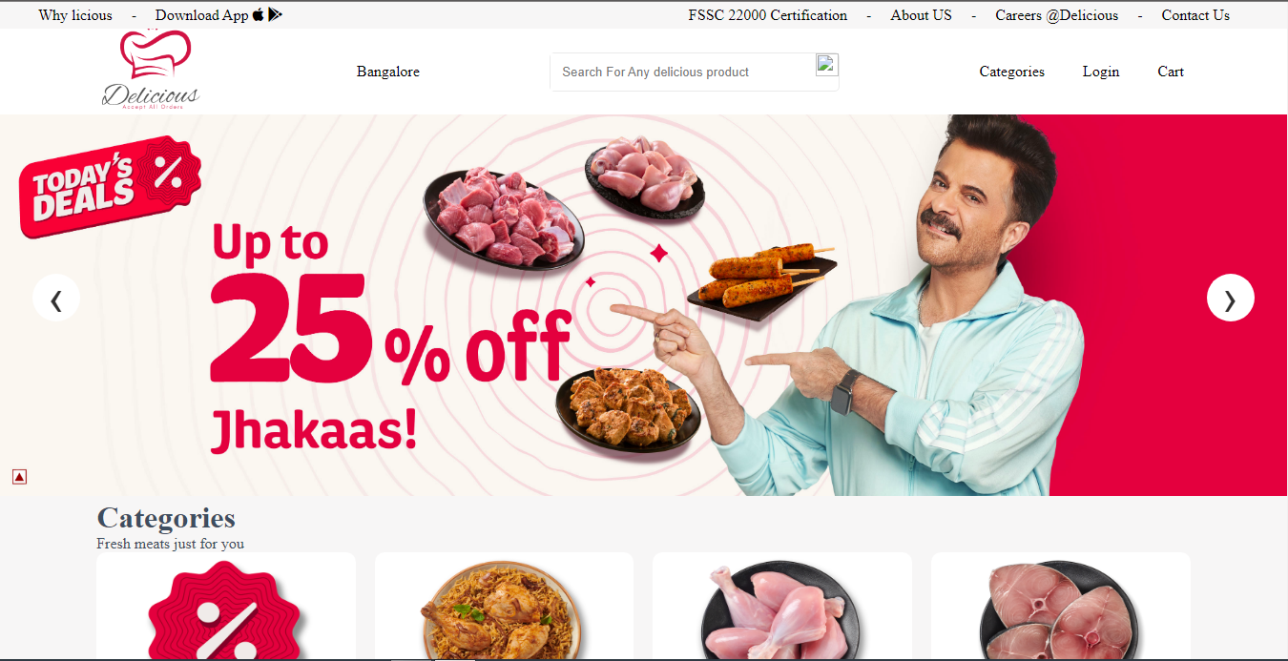 Why licious - Download App
FSSC 22000 Certification - About US - Careers @Delicious - Contact Us
Delicious
Accept All Orders
Bangalore
Search For Any delicious product
Categories Login Cart
TODAY'S
DEALS
%
Up to
25% off
Jhakaas!
❮
❯
Categories
Fresh meats just for you
%